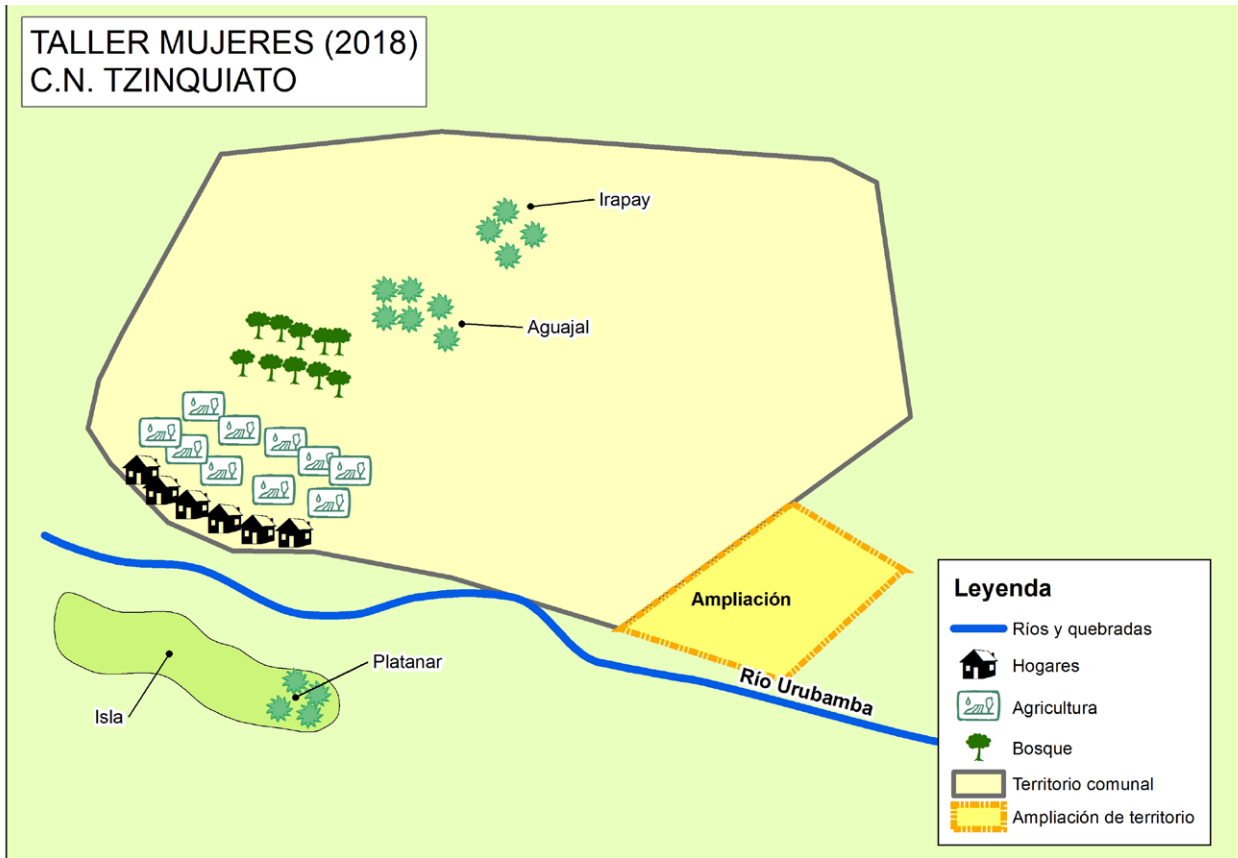 TALLER MUJERES (2018)
C.N. TZINQUIATO
Irapay
Aguajal
Ampliación
Platanar
Isla
Río Urubamba
Leyenda
Ríos y quebradas
Hogares
Agricultura
Bosque
Territorio comunal
Ampliación de territorio